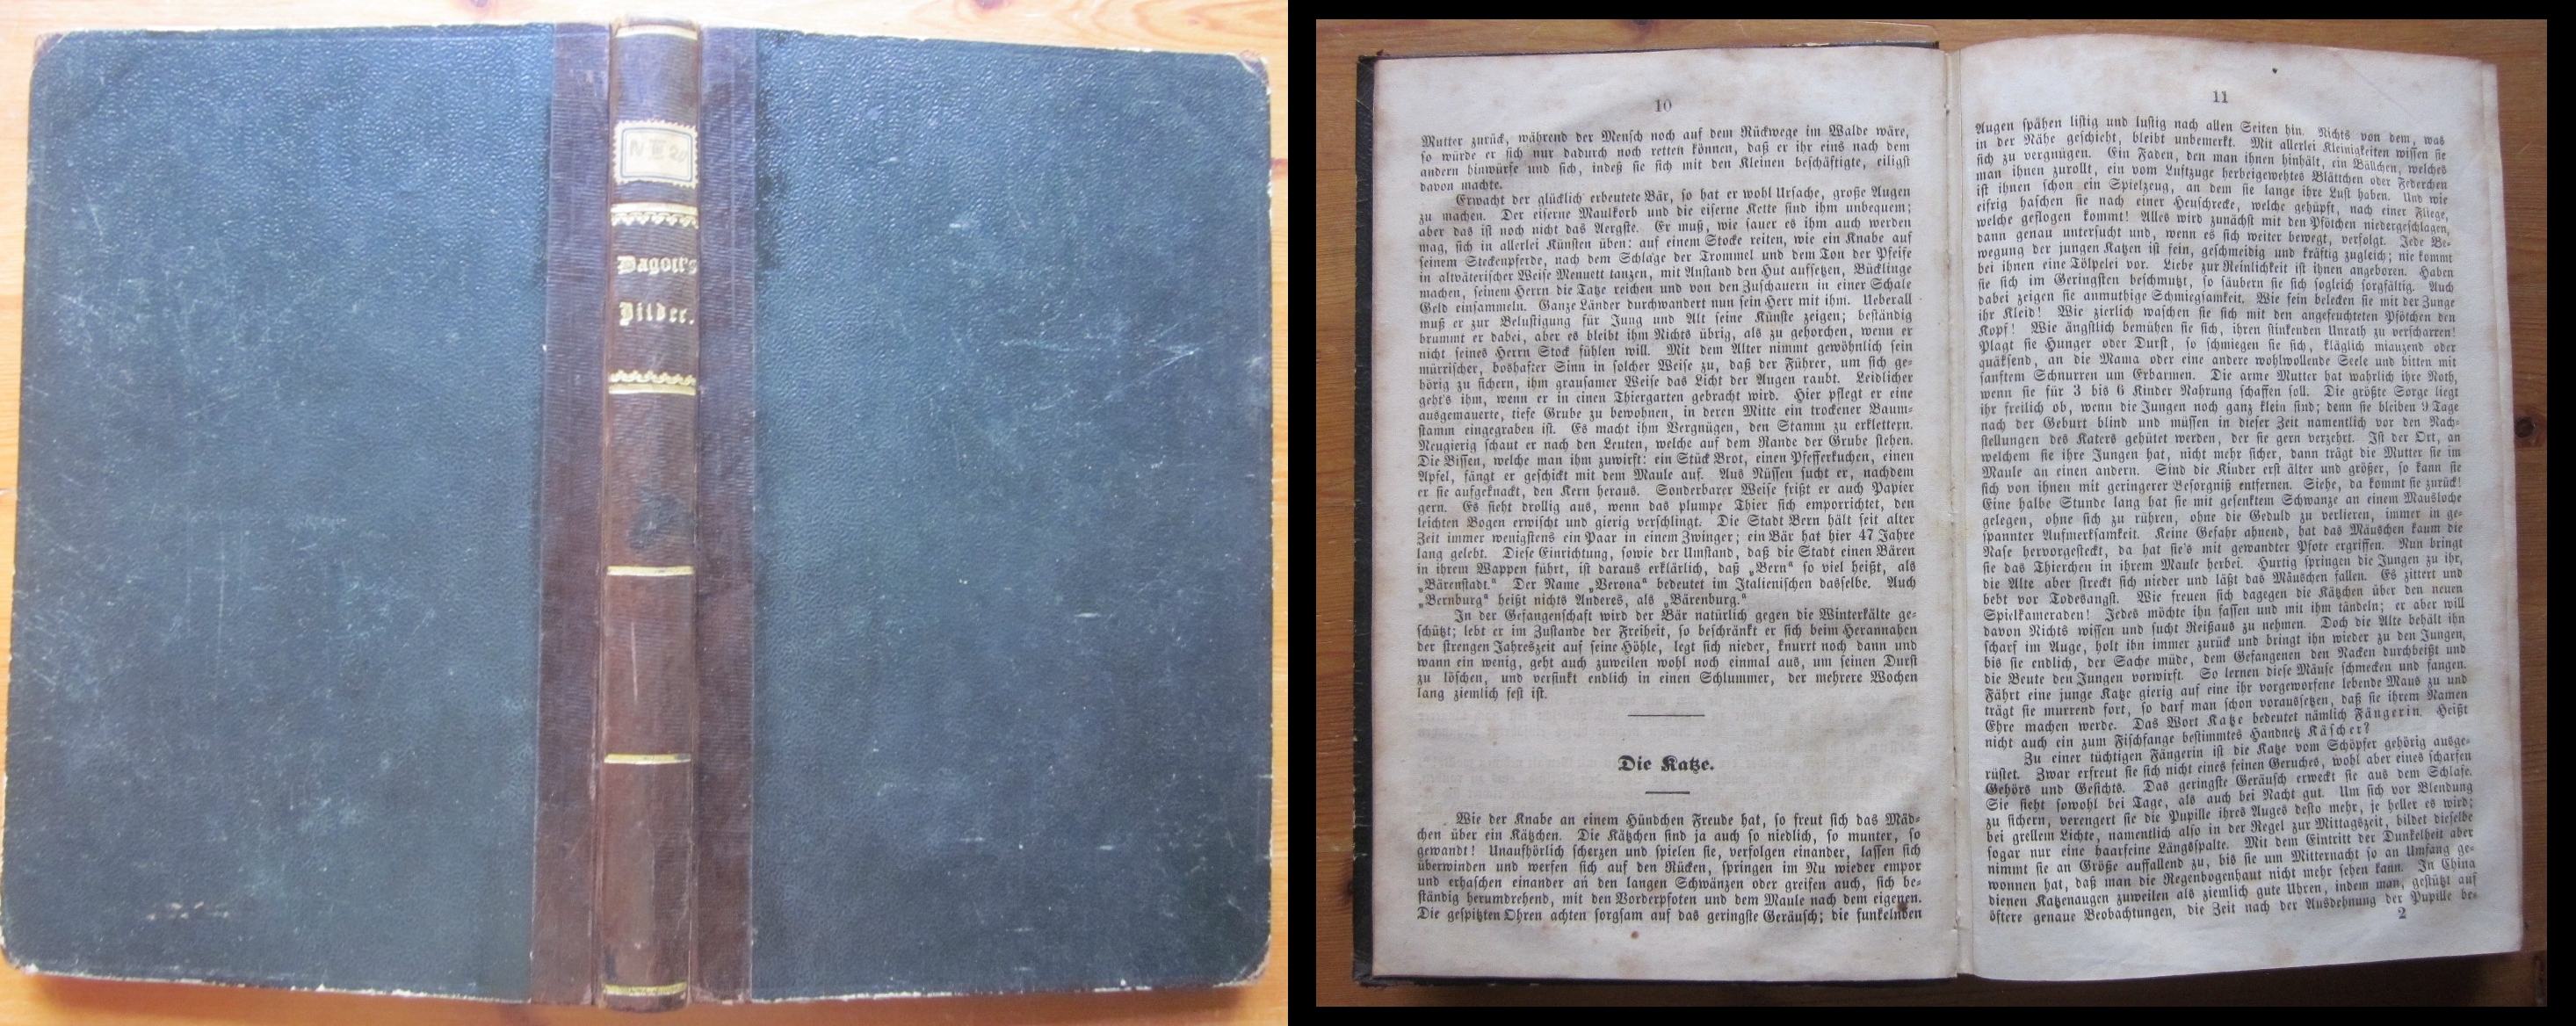 N III 20
Dagott's
Bilder.
10
Mutter zurück, während der Mensch noch auf dem Rückwege im Walde wäre,
so würde er sich nur dadurch noch retten können, daß er ihr eins nach dem
andern hinwürfe und sich, indeß sie sich mit den Kleinen beschäftigte, eiligst
davon machte.
Erwacht der glücklich erbeutete Bär, so hat er wohl Ursache, große Augen
zu machen. Der eiserne Maulkorb und die eiserne Kette sind ihm unbequem;
aber das ist noch nicht das Aergste. Er muß, wie sauer es ihm auch werden
mag, sich in allerlei Künsten üben: auf einem Stocke reiten, wie ein Knabe auf
seinem Steckenpferde, nach dem Schlage der Trommel und dem Ton der Pfeife
in altväterischer Weise Menuett tanzen, mit Anstand den Hut aufsetzen, Bücklinge
machen, seinem Herrn die Tatze reichen und von den Zuschauern in einer Schale
Geld einsammeln. Ganze Länder durchwandert nun sein Herr mit ihm. Ueberall
muß er zur Belustigung für Jung und Alt seine Künste zeigen; beständig
brummt er dabei, aber es bleibt ihm Nichts übrig, als zu gehorchen, wenn er
nicht seines Herrn Stock fühlen will. Mit dem Alter nimmt gewöhnlich sein
mürrischer, boshafter Sinn in solcher Weise zu, daß der Führer, um sich ge-
hörig zu sichern, ihm grausamer Weise das Licht der Augen raubt. Leidlicher
geht's ihm, wenn er in einen Thiergarten gebracht wird. Hier pflegt er eine
ausgemauerte, tiefe Grube zu bewohnen, in deren Mitte ein trockener Baum-
stamm eingegraben ist. Es macht ihm Vergnügen, den Stamm zu erklettern.
Neugierig schaut er nach den Leuten, welche auf dem Rande der Grube stehen.
Die Bissen, welche man ihm zuwirft: ein Stück Brot, einen Pfefferkuchen, einen
Apfel, fängt er geschickt mit dem Maule auf. Aus Nüssen sucht er, nachdem
er sie aufgeknackt, den Kern heraus. Sonderbarer Weise frißt er auch Papier
gern. Es sieht drollig aus, wenn das plumpe Thier sich emporrichtet, den
leichten Bogen erwischt und gierig verschlingt. Die Stadt Bern hält seit alter
Zeit immer wenigstens ein Paar in einem Zwinger; ein Bär hat hier 47 Jahre
lang gelebt. Diese Einrichtung, sowie der Umstand, daß die Stadt einen Bären
in ihrem Wappen führt, ist daraus erklärlich, daß „Bern“ so viel heißt, als
„Bärenstadt.“ Der Name „Verona“ bedeutet im Italienischen dasselbe. Auch
„Bernburg“ heißt nichts Anderes, als „Bärenburg.“
In der Gefangenschaft wird der Bär natürlich gegen die Winterkälte ge-
schützt; lebt er im Zustande der Freiheit, so beschränkt er sich beim Herannahen
der strengen Jahreszeit auf seine Höhle, legt sich nieder, knurrt noch dann und
wann ein wenig, geht auch zuweilen wohl noch einmal aus, um seinen Durst
zu löschen, und versinkt endlich in einen Schlummer, der mehrere Wochen
lang ziemlich fest ist.
Die Katze.
Wie der Knabe an einem Hündchen Freude hat, so freut sich das Mäd-
chen über ein Kätzchen. Die Kätzchen sind ja auch so niedlich, so munter, so
gewandt! Unaufhörlich scherzen und spielen sie, verfolgen einander, lassen sich
überwinden und werfen sich auf den Rücken, springen im Nu wieder empor
und erhaschen einander an den langen Schwänzen oder greifen auch, sich be-
ständig herumdrehend, mit den Vorderpfoten und dem Maule nach dem eigenen.
Die gespitzten Ohren achten sorgsam auf das geringste Geräusch; die funkelnden
11
Augen spähen listig und lustig nach allen Seiten hin. Nichts von dem, was
in der Nähe geschieht, bleibt unbemerkt. Mit allerlei Kleinigkeiten wissen sie
sich zu vergnügen. Ein Faden, den man ihnen hinhält, ein Bällchen, welches
man ihnen zurollt, ein vom Luftzuge herbeigewehtes Blättchen oder Federchen
ist ihnen schon ein Spielzeug, an dem sie lange ihre Lust haben. Und wie
eifrig haschen sie nach einer Heuschrecke, welche gehüpft, nach einer Fliege,
welche geflogen kommt! Alles wird zunächst mit den Pfötchen niedergeschlagen,
dann genau untersucht und, wenn es sich weiter bewegt, verfolgt. Jede Be-
wegung der jungen Katzen ist fein, geschmeidig und kräftig zugleich; nie kommt
bei ihnen eine Tölpelei vor. Liebe zur Reinlichkeit ist ihnen angeboren. Haben
sie sich im Geringsten beschmutzt, so säubern sie sich sogleich sorgfältig. Auch
dabei zeigen sie anmuthige Schmiegsamkeit. Wie fein belecken sie mit der Zunge
ihr Kleid! Wie zierlich waschen sie sich mit den angefeuchteten Pfötchen den
Kopf! Wie ängstlich bemühen sie sich, ihren stinkenden Unrath zu verscharren!
Plagt sie Hunger oder Durst, so schmiegen sie sich, kläglich miauzend oder
quäksend, an die Mama oder eine andere wohlwollende Seele und bitten mit
sanftem Schnurren um Erbarmen. Die arme Mutter hat wahrlich ihre Noth,
wenn sie für 3 bis 6 Kinder Nahrung schaffen soll. Die größte Sorge liegt
ihr freilich ob, wenn die Jungen noch ganz klein sind; denn sie bleiben 9 Tage
nach der Geburt blind und müssen in dieser Zeit namentlich vor den Nach-
stellungen des Katers gehütet werden, der sie gern verzehrt. Ist der Ort, an
welchem sie ihre Jungen hat, nicht mehr sicher, dann trägt die Mutter sie im
Maule an einen andern. Sind die Kinder erst älter und größer, so kann sie
sich von ihnen mit geringerer Besorgniß entfernen. Siehe, da kommt sie zurück!
Eine halbe Stunde lang hat sie mit gesenktem Schwanze an einem Mausloche
gelegen, ohne sich zu rühren, ohne die Geduld zu verlieren, immer in ge-
spannter Aufmerksamkeit. Keine Gefahr ahnend, hat das Mäuschen kaum die
Nase hervorgesteckt, da hat sie's mit gewandter Pfote ergriffen. Nun bringt
sie das Thierchen in ihrem Maule herbei. Hurtig springen die Jungen zu ihr,
die Alte aber streckt sich nieder und läßt das Mäuschen fallen. Es zittert und
bebt vor Todesangst. Wie freuen sich dagegen die Kätzchen über den neuen
Spielkameraden! Jedes möchte ihn fassen und mit ihm tändeln; er aber will
davon Nichts wissen und sucht Reißaus zu nehmen. Doch die Alte behält ihn
scharf im Auge, holt ihn immer zurück und bringt ihn wieder zu den Jungen,
bis sie endlich, der Sache müde, dem Gefangenen den Nacken durchbeißt und
die Beute den Jungen vorwirft. So lernen diese Mäuse schmecken und fangen.
Fährt eine junge Katze gierig auf eine ihr vorgeworfene lebende Maus zu und
trägt sie murrend fort, so darf man schon voraussetzen, daß sie ihrem Namen
Ehre machen werde. Das Wort Katze bedeutet nämlich Fängerin. Heißt
nicht auch ein zum Fischfange bestimmtes Handnetz Käscher?
Zu einer tüchtigen Fängerin ist die Katze vom Schöpfer gehörig ausge-
rüstet. Zwar erfreut sie sich nicht eines feinen Geruches, wohl aber eines scharfen
Gehörs und Gesichts. Das geringste Geräusch erweckt sie aus dem Schlafe.
Sie sieht sowohl bei Tage, als auch bei Nacht gut. Um sich vor Blendung
zu sichern, verengert sie die Pupille ihres Auges desto mehr, je heller es wird;
bei grellem Lichte, namentlich also in der Regel zur Mittagszeit, bildet dieselbe
sogar nur eine haarfeine Längsspalte. Mit dem Eintritt der Dunkelheit aber
nimmt sie an Größe auffallend zu, bis sie um Mitternacht so an Umfang ge-
wonnen hat, daß man die Regenbogenhaut nicht mehr sehen kann. In China
dienen Katzenaugen zuweilen als ziemlich gute Uhren, indem man, gestützt auf
öftere genaue Beobachtungen, die Zeit nach der Ausdehnung der Pupille be-
2